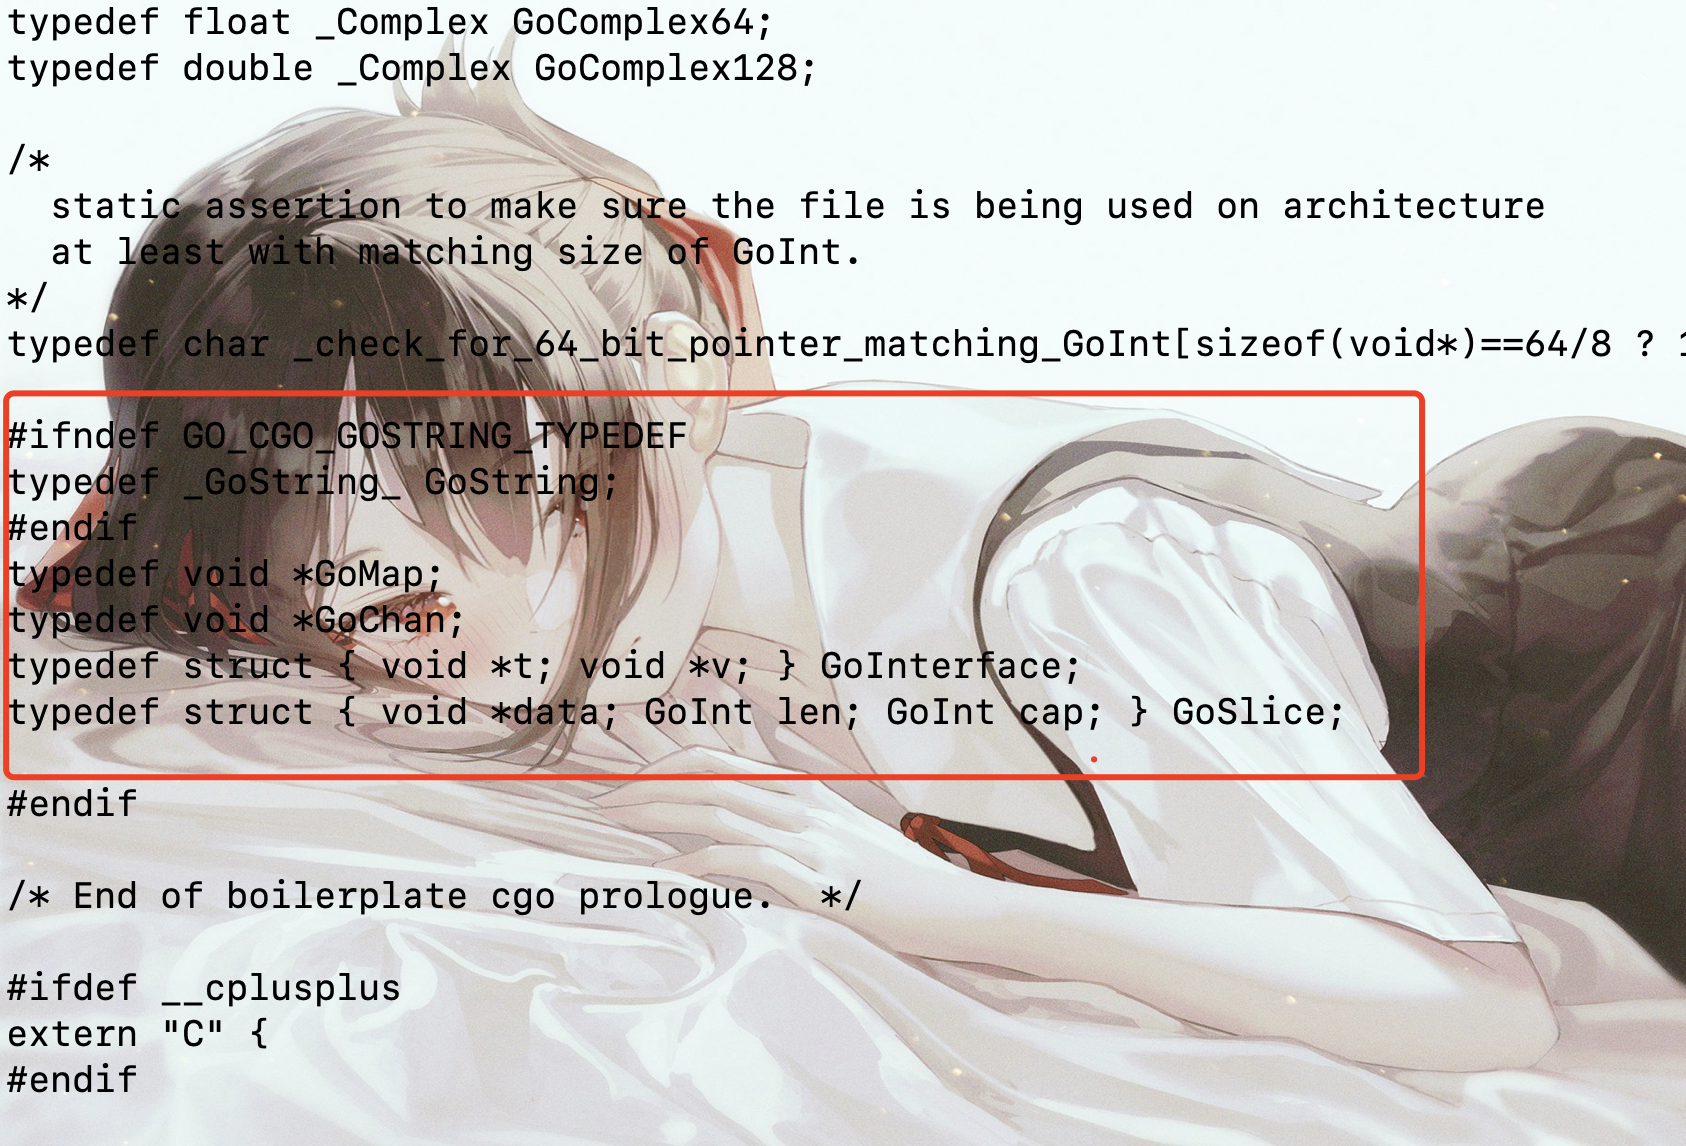 typedef float _Complex GoComplex64;
typedef double _Complex GoComplex128;
/*
  static assertion to make sure the file is being used on architecture
  at least with matching size of GoInt.
*/
typedef char _check_for_64_bit_pointer_matching_GoInt[sizeof(void*)==64/8 ? 1
#ifndef GO_CGO_GOSTRING_TYPEDEF
typedef _GoString_ GoString;
#endif
typedef void *GoMap;
typedef void *GoChan;
typedef struct { void *t; void *v; } GoInterface;
typedef struct { void *data; GoInt len; GoInt cap; } GoSlice;
#endif
/* End of boilerplate cgo prologue.  */
#ifdef __cplusplus
extern "C" {
#endif